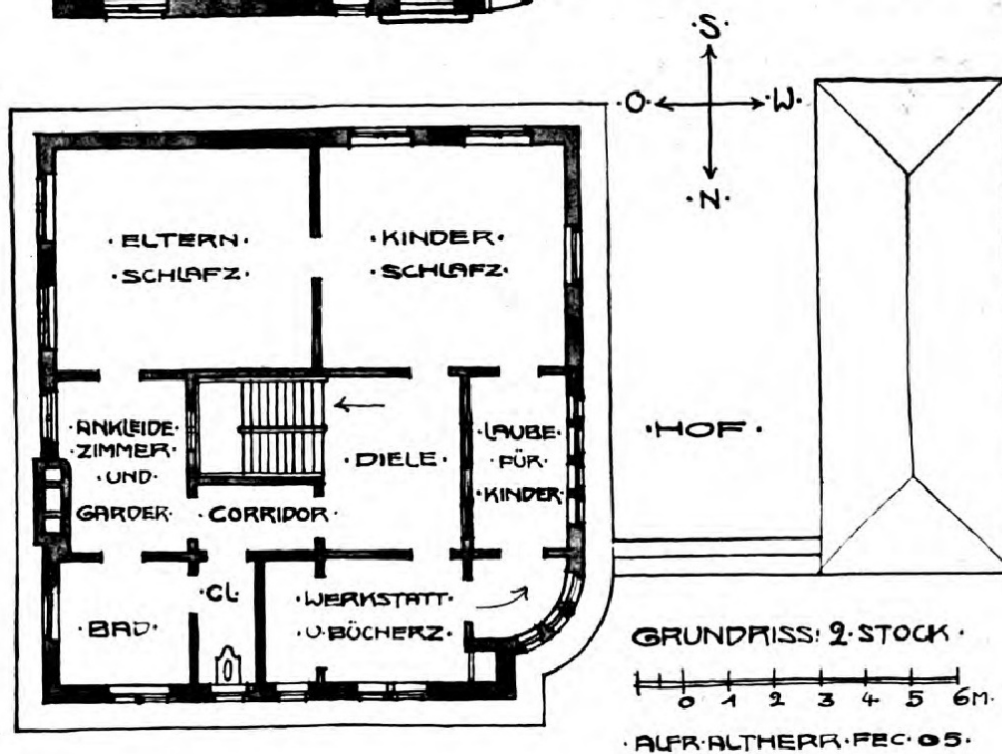 ·S·
·O·
·W·
·N·
·ELTERN·
·SCHLAFZ·
·KINDER·
·SCHLAFZ·
·ANKLEIDE·
·ZIMMER·
·UND·
GARDER·
·CORRIDOR·
·DIELE·
·LAUBE·
·FÜR·
·KINDER·
·HOF·
·BAD·
·CL·
·WERKSTATT·
·U·BÜCHERZ·
GRUNDRISS: 2·STOCK·
0 1 2 3 4 5 6M·
·ALFR·ALTHERR·FEC·05·